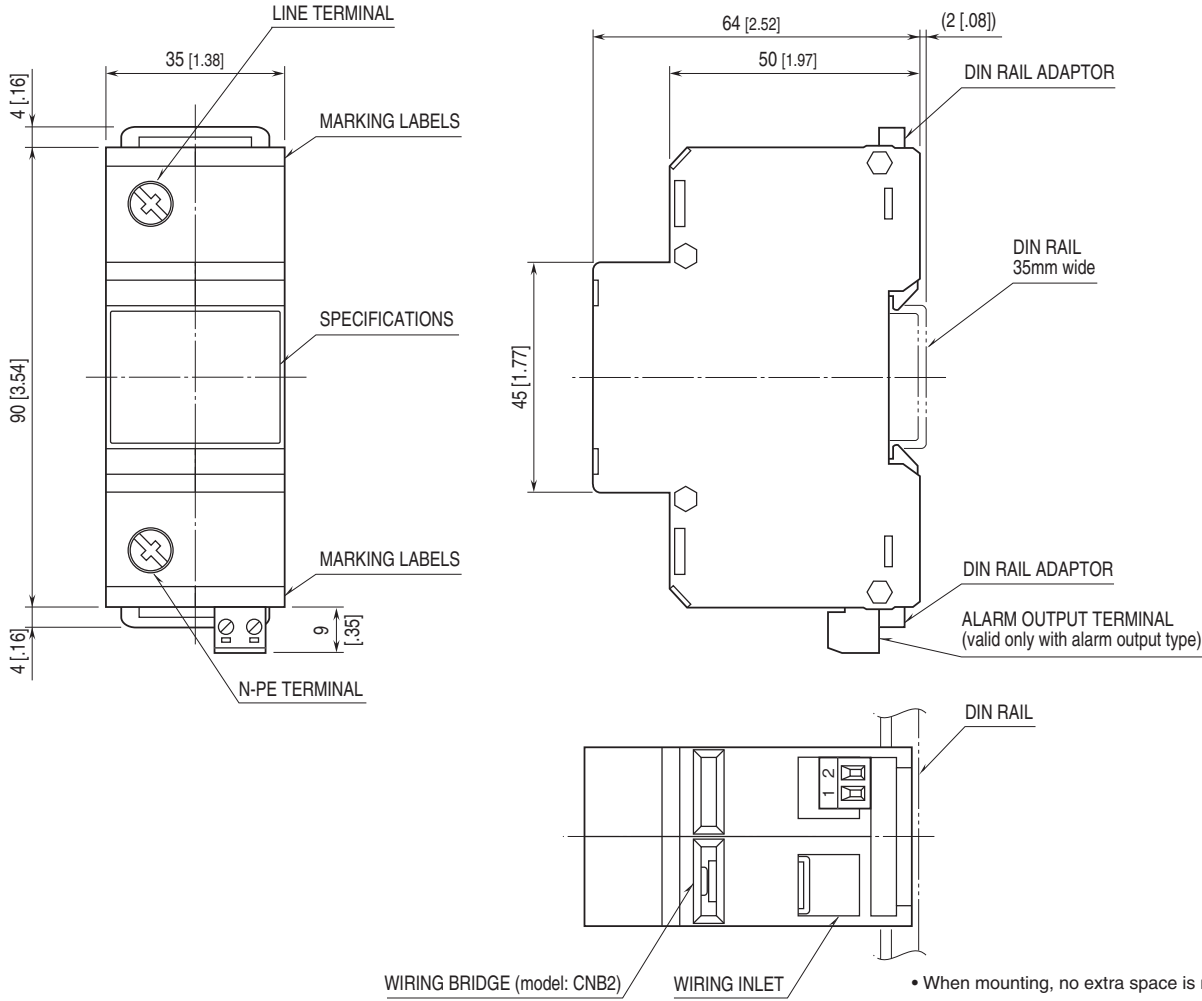 LINE TERMINAL
35 [1.38]
4 [.16]
MARKING LABELS
90 [3.54]
SPECIFICATIONS
MARKING LABELS
4 [.16]
9
[.35]
N-PE TERMINAL
64 [2.52]
(2 [.08])
50 [1.97]
DIN RAIL ADAPTOR
DIN RAIL
35mm wide
45 [1.77]
DIN RAIL ADAPTOR
ALARM OUTPUT TERMINAL
(valid only with alarm output type)
DIN RAIL
1 2
WIRING BRIDGE (model: CNB2)
WIRING INLET
• When mounting, no extra space is